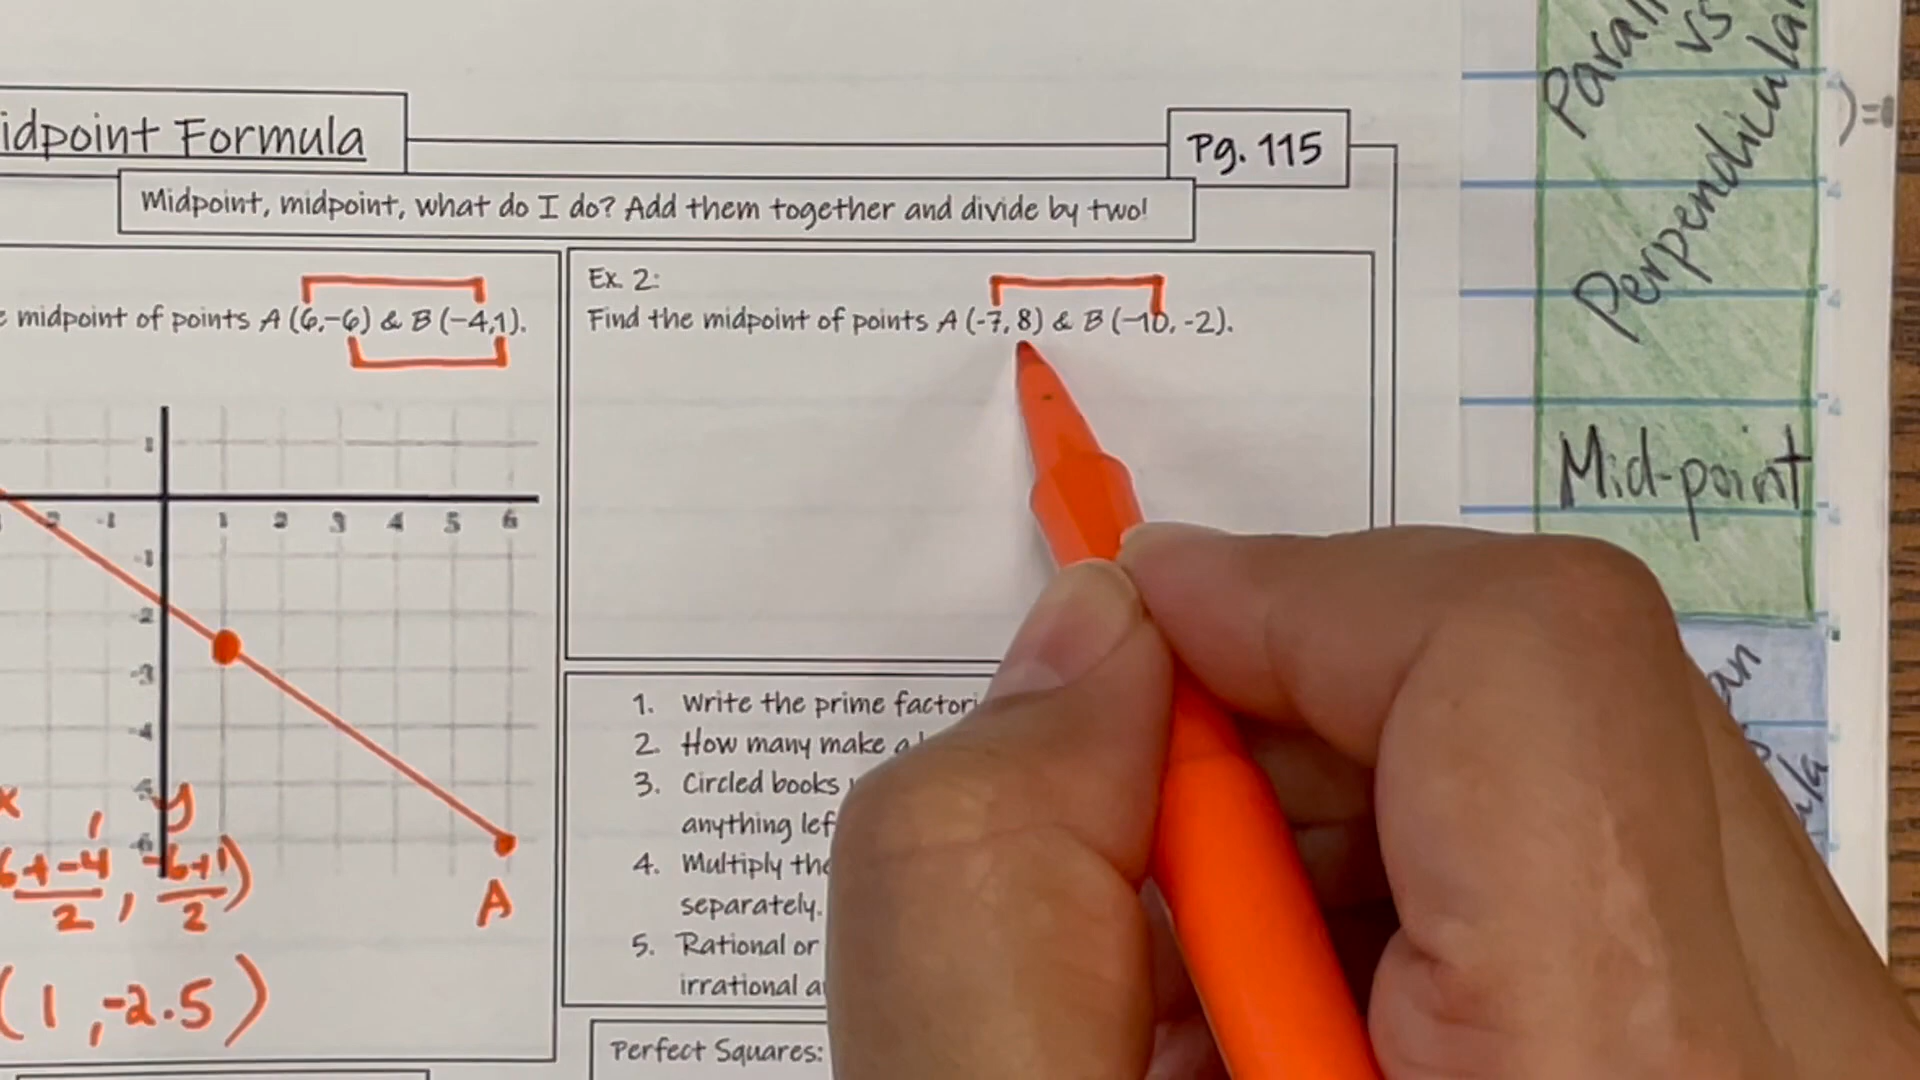 idpoint Formula
Pg. 115
Midpoint, midpoint, what do I do? Add them together and divide by two!
midpoint of points A (6,-6) & B (-4,1).
1
-1 1 2 3 4 5 6
-1
-2
-3
-4
-5
-6
x , y
6+-4 , -6+1)
2 2
A
(1, -2.5)
Ex. 2:
Find the midpoint of points A (-7, 8) & B (-10, -2).
1. Write the prime factori
2. How many make a
3. Circled books
anything lef
4. Multiply the
separately.
5. Rational or
irrational a
Perfect Squares:
Parall
vs
Perpendicular
Mid-point
)=